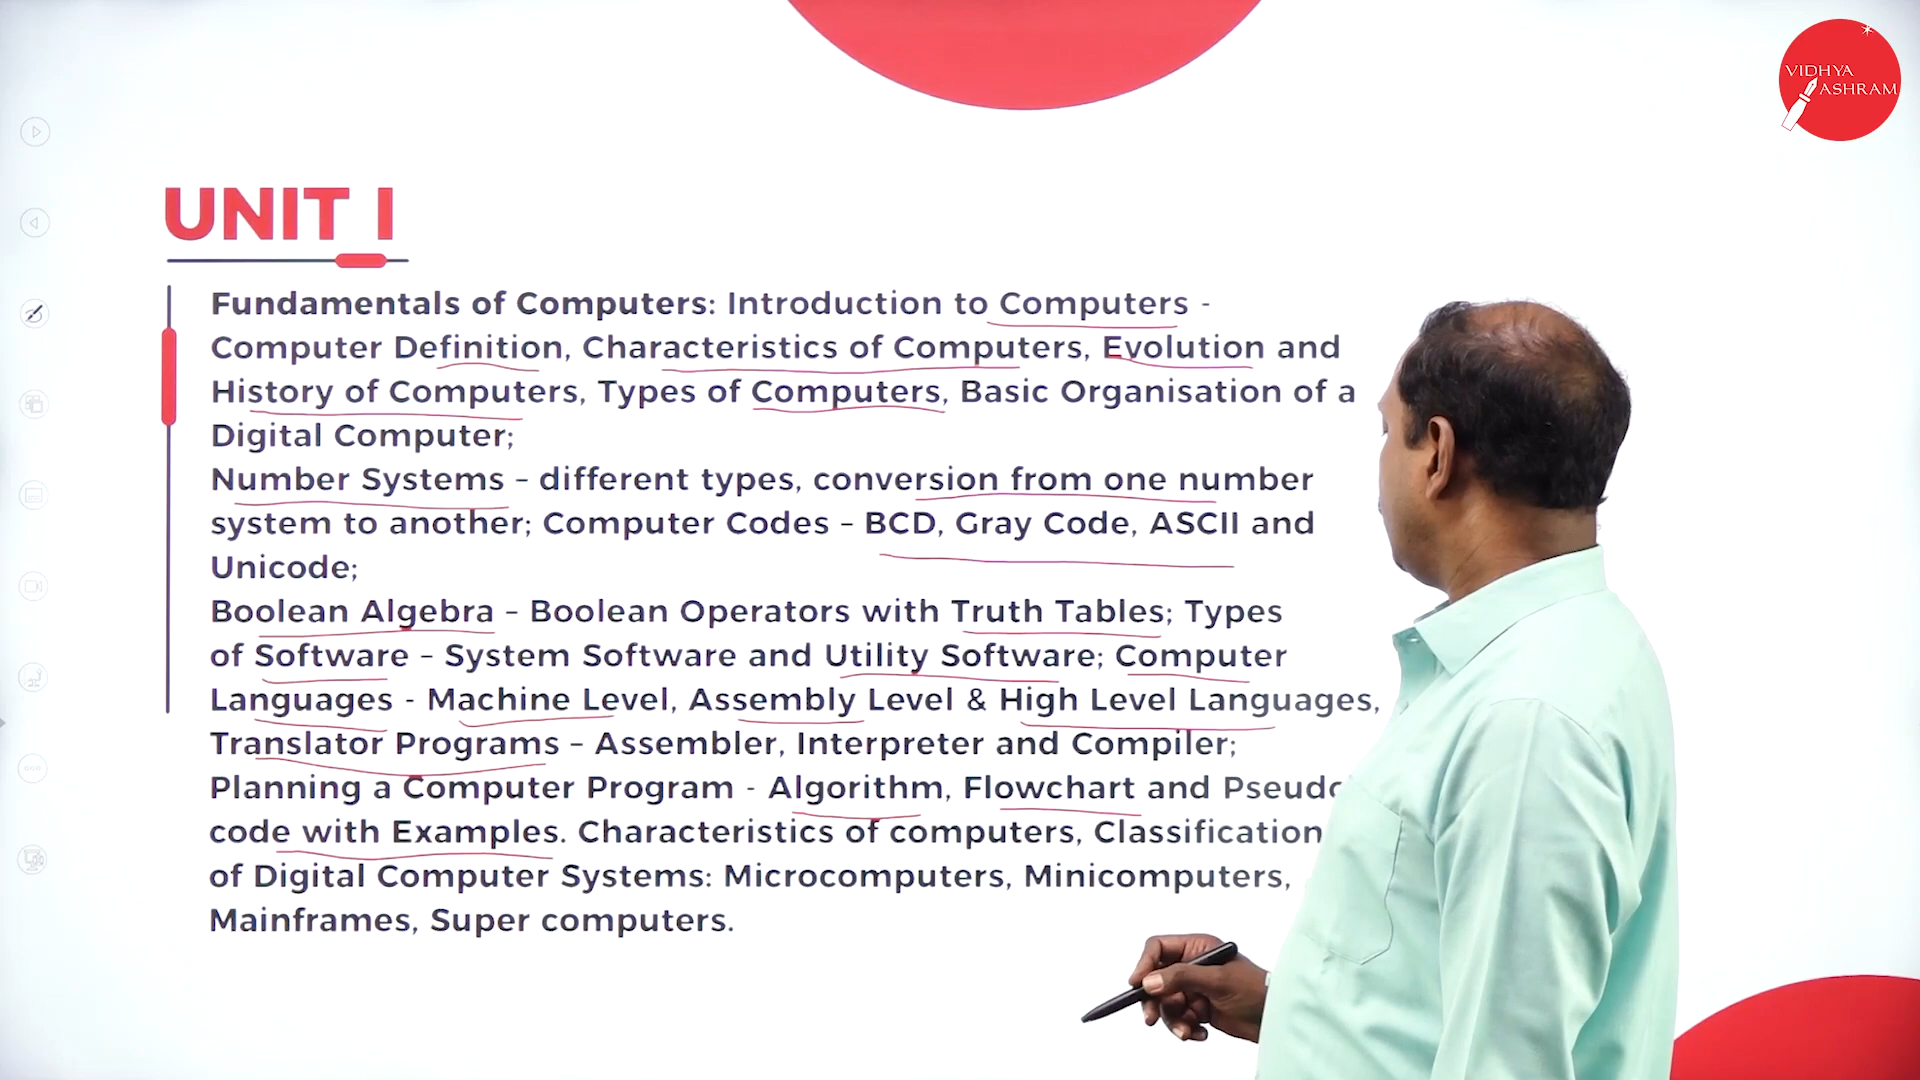 VIDHYA
ASHRAM
UNIT I
Fundamentals of Computers: Introduction to Computers -
Computer Definition, Characteristics of Computers, Evolution and
History of Computers, Types of Computers, Basic Organisation of a
Digital Computer;
Number Systems – different types, conversion from one number
system to another; Computer Codes – BCD, Gray Code, ASCII and
Unicode;
Boolean Algebra – Boolean Operators with Truth Tables; Types
of Software – System Software and Utility Software; Computer
Languages - Machine Level, Assembly Level & High Level Languages,
Translator Programs – Assembler, Interpreter and Compiler;
Planning a Computer Program - Algorithm, Flowchart and
code with Examples. Characteristics of computers, Classification
of Digital Computer Systems: Microcomputers, Minicomputers,
Mainframes, Super computers.